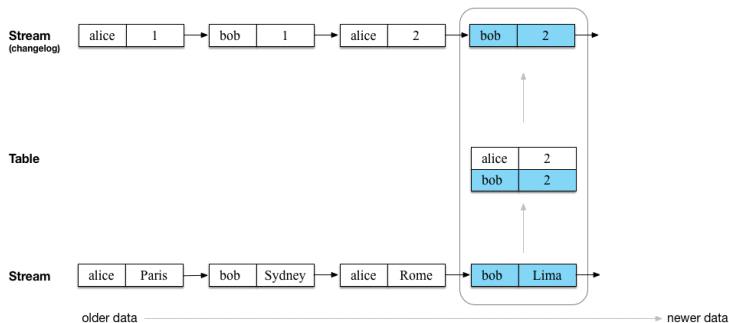 Stream alice 1 bob 1 alice 2 bob 2
(changelog)
Table alice 2
bob 2
Stream alice Paris bob Sydney alice Rome bob Lima
older data newer data